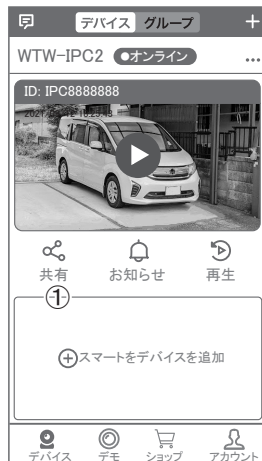 デバイス グループ
WTW-IPC2 ●オンライン ...
ID: IPC8888888
共有 お知らせ 再生
①
スマートをデバイスを追加
デバイス デモ ショップ アカウント